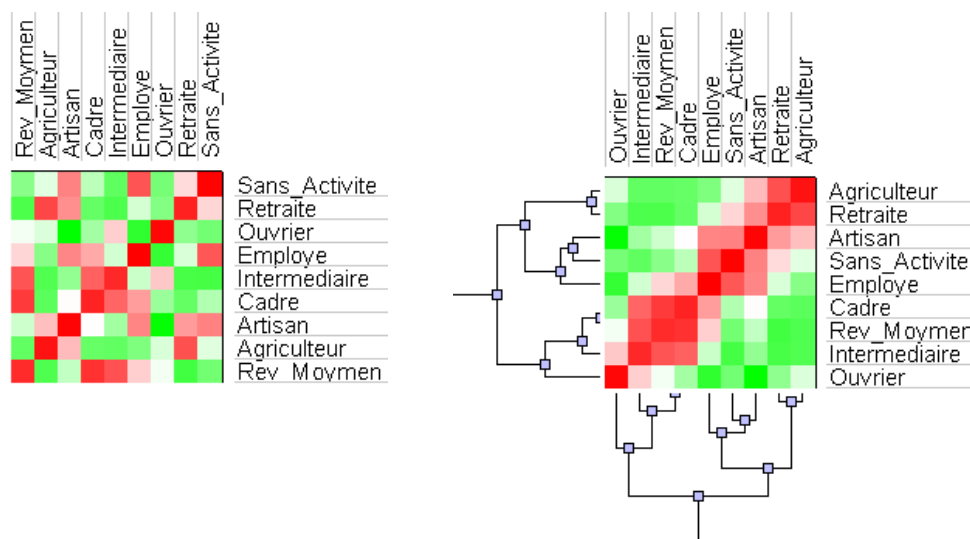 Rev_Moymen
Agriculteur
Artisan
Cadre
Intermediaire
Employe
Ouvrier
Retraite
Sans_Activite
Sans_Activite
Retraite
Ouvrier
Employe
Intermediaire
Cadre
Artisan
Agriculteur
Rev_Moymen
Ouvrier
Intermediaire
Rev_Moymen
Cadre
Employe
Sans_Activite
Artisan
Retraite
Agriculteur
Agriculteur
Retraite
Artisan
Sans_Activite
Employe
Cadre
Rev_Moymen
Intermediaire
Ouvrier